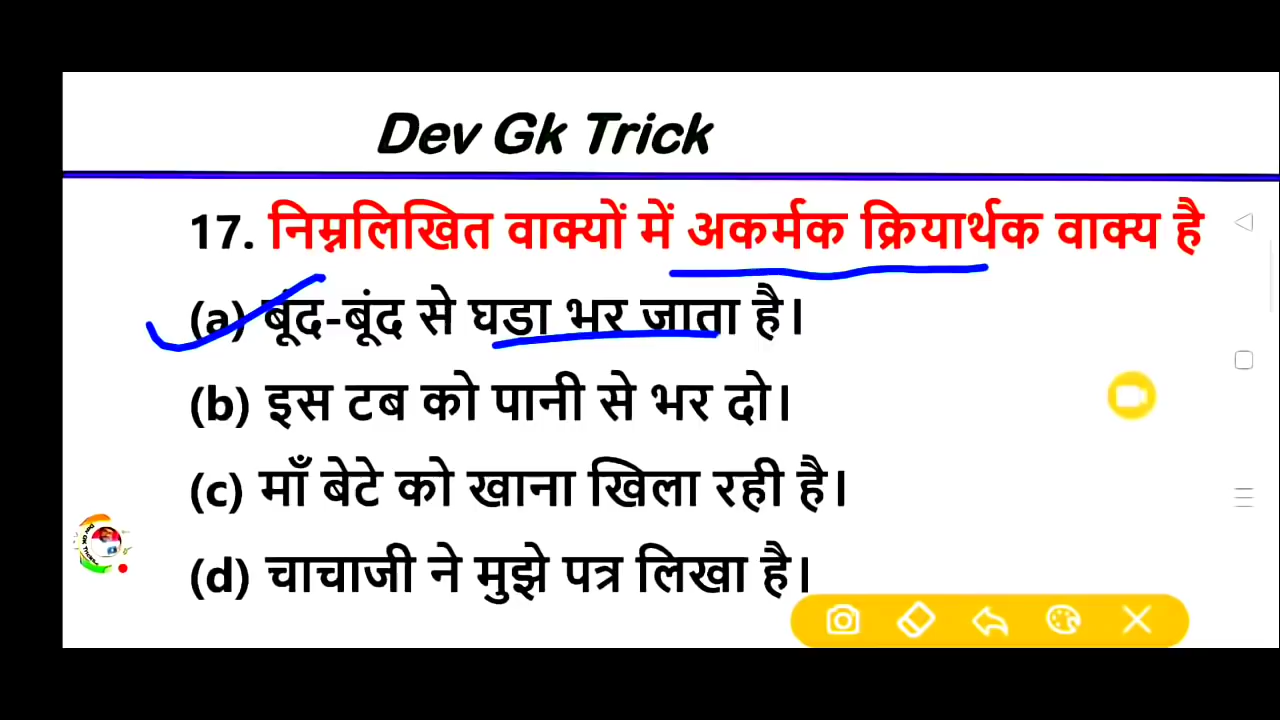 Dev Gk Trick
17. निम्नलिखित वाक्यों में अकर्मक क्रियार्थक वाक्य है
(a) बूंद-बूंद से घडा भर जाता है।
(b) इस टब को पानी से भर दो।
(c) माँ बेटे को खाना खिला रही है।
(d) चाचाजी ने मुझे पत्र लिखा है।